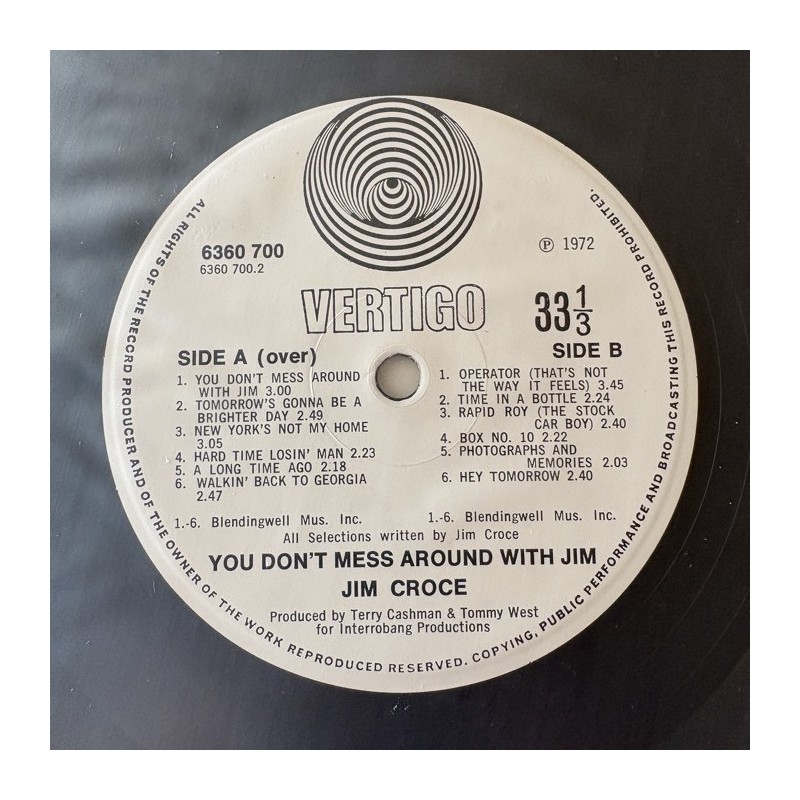 6360 700
6360 700.2
℗ 1972
VERTIGO
33 1/3
SIDE A (over)
1. YOU DON'T MESS AROUND
WITH JIM 3.00
2. TOMORROW'S GONNA BE A
BRIGHTER DAY 2.49
3. NEW YORK'S NOT MY HOME
3.05
4. HARD TIME LOSIN' MAN 2.23
5. A LONG TIME AGO 2.18
6. WALKIN' BACK TO GEORGIA
2.47
1.-6. Blendingwell Mus. Inc.
SIDE B
1. OPERATOR (THAT'S NOT
THE WAY IT FEELS) 3.45
2. TIME IN A BOTTLE 2.24
3. RAPID ROY (THE STOCK
CAR BOY) 2.40
4. BOX NO. 10 2.22
5. PHOTOGRAPHS AND
MEMORIES 2.03
6. HEY TOMORROW 2.40
1.-6. Blendingwell Mus. Inc.
All Selections written by Jim Croce
YOU DON'T MESS AROUND WITH JIM
JIM CROCE
Produced by Terry Cashman & Tommy West
for Interrobang Productions
ALL RIGHTS OF THE RECORD PRODUCER AND OF THE OWNER OF THE WORK REPRODUCED RESERVED. COPYING, PUBLIC PERFORMANCE AND BROADCASTING THIS RECORD PROHIBITED.